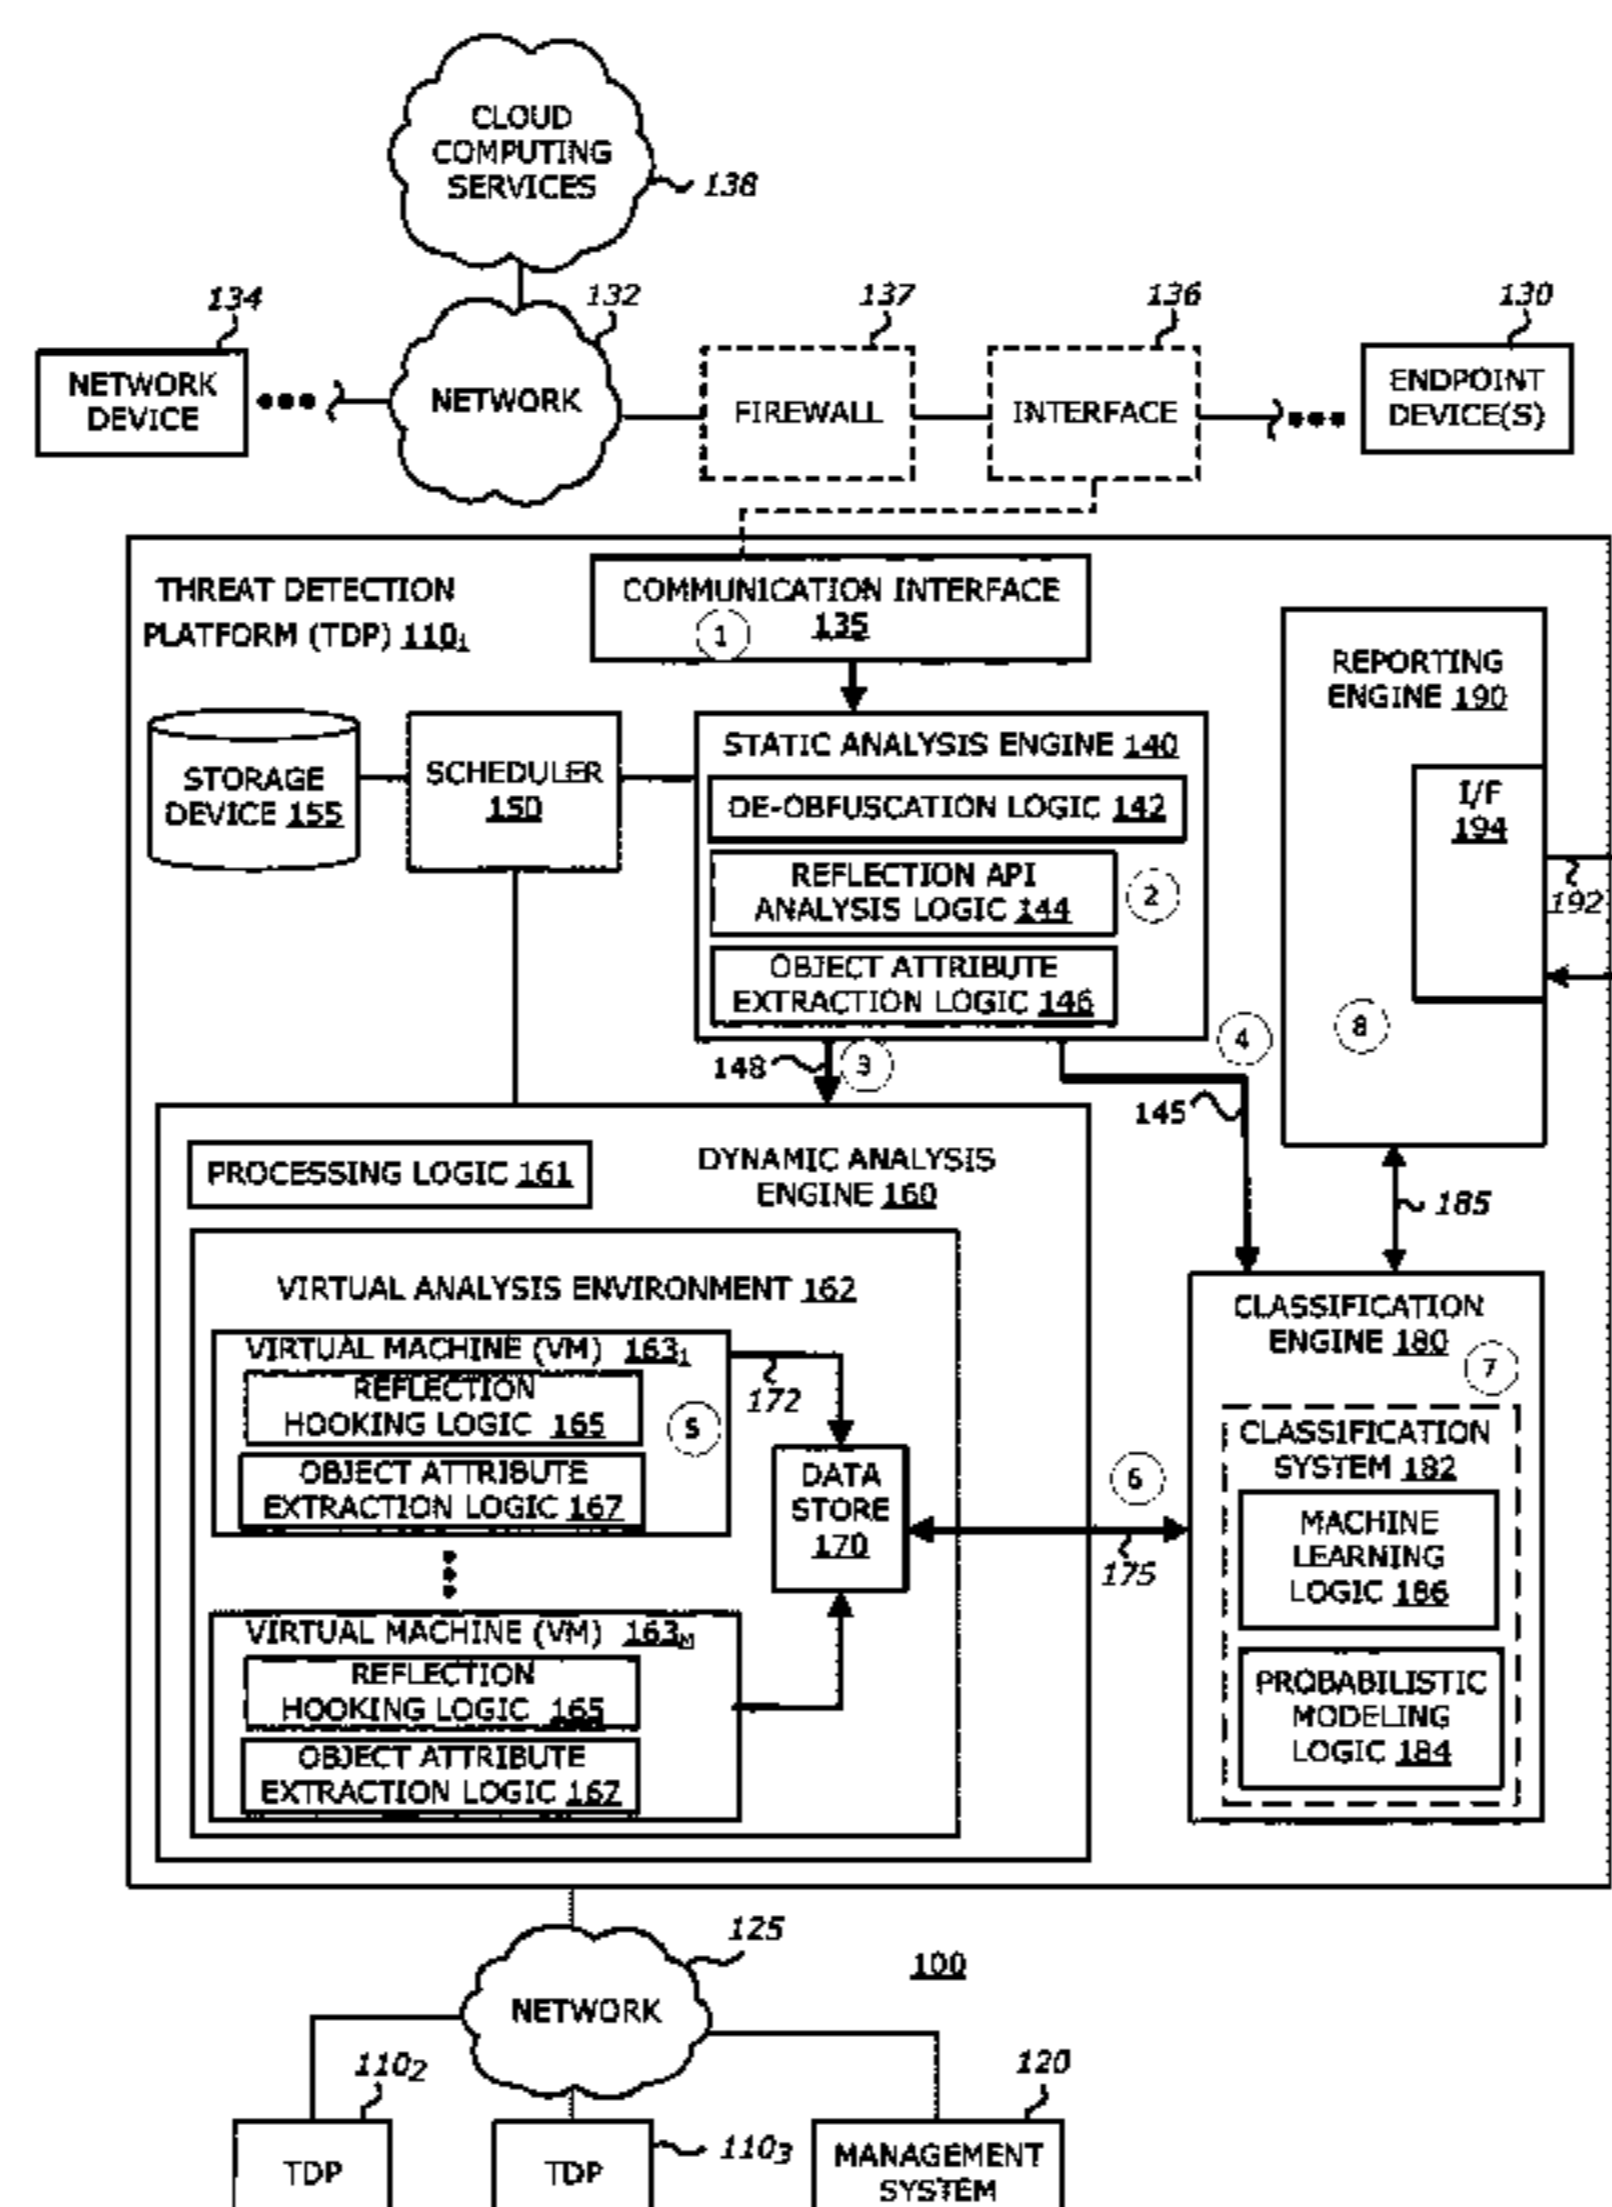 CLOUD
COMPUTING
SERVICES
138
134
132
137
136
130
NETWORK
DEVICE
NETWORK
FIREWALL
INTERFACE
ENDPOINT
DEVICE(S)
THREAT DETECTION
PLATFORM (TDP) 110₁
COMMUNICATION INTERFACE
135
1
REPORTING
ENGINE 190
I/F
194
192
8
STORAGE
DEVICE 155
SCHEDULER
150
STATIC ANALYSIS ENGINE 140
DE-OBFUSCATION LOGIC 142
REFLECTION API
ANALYSIS LOGIC 144
2
OBJECT ATTRIBUTE
EXTRACTION LOGIC 146
148
3
4
145
185
PROCESSING LOGIC 161
DYNAMIC ANALYSIS
ENGINE 160
VIRTUAL ANALYSIS ENVIRONMENT 162
VIRTUAL MACHINE (VM) 163₁
REFLECTION
HOOKING LOGIC 165
5
OBJECT ATTRIBUTE
EXTRACTION LOGIC 167
172
DATA
STORE
170
6
175
VIRTUAL MACHINE (VM) 163M
REFLECTION
HOOKING LOGIC 165
OBJECT ATTRIBUTE
EXTRACTION LOGIC 167
CLASSIFICATION
ENGINE 180
7
CLASSIFICATION
SYSTEM 182
MACHINE
LEARNING
LOGIC 186
PROBABILISTIC
MODELING
LOGIC 184
125
100
NETWORK
110₂
120
TDP
TDP
110₃
MANAGEMENT
SYSTEM